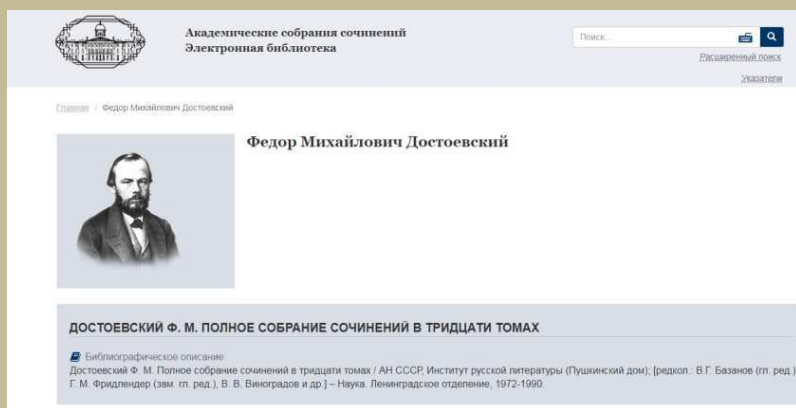 Академические собрания сочинений
Электронная библиотека
Поиск...
Расширенный поиск
Указатели
Главная / Федор Михайлович Достоевский
Федор Михайлович Достоевский
ДОСТОЕВСКИЙ Ф. М. ПОЛНОЕ СОБРАНИЕ СОЧИНЕНИЙ В ТРИДЦАТИ ТОМАХ
Библиографическое описание:
Достоевский Ф. М. Полное собрание сочинений в тридцати томах / АН СССР, Институт русской литературы (Пушкинский дом); [редкол.: В.Г. Базанов (гл. ред.)
Г. М. Фридлендер (зам. гл. ред.), В. В. Виноградов и др.] – Наука. Ленинградское отделение, 1972-1990.